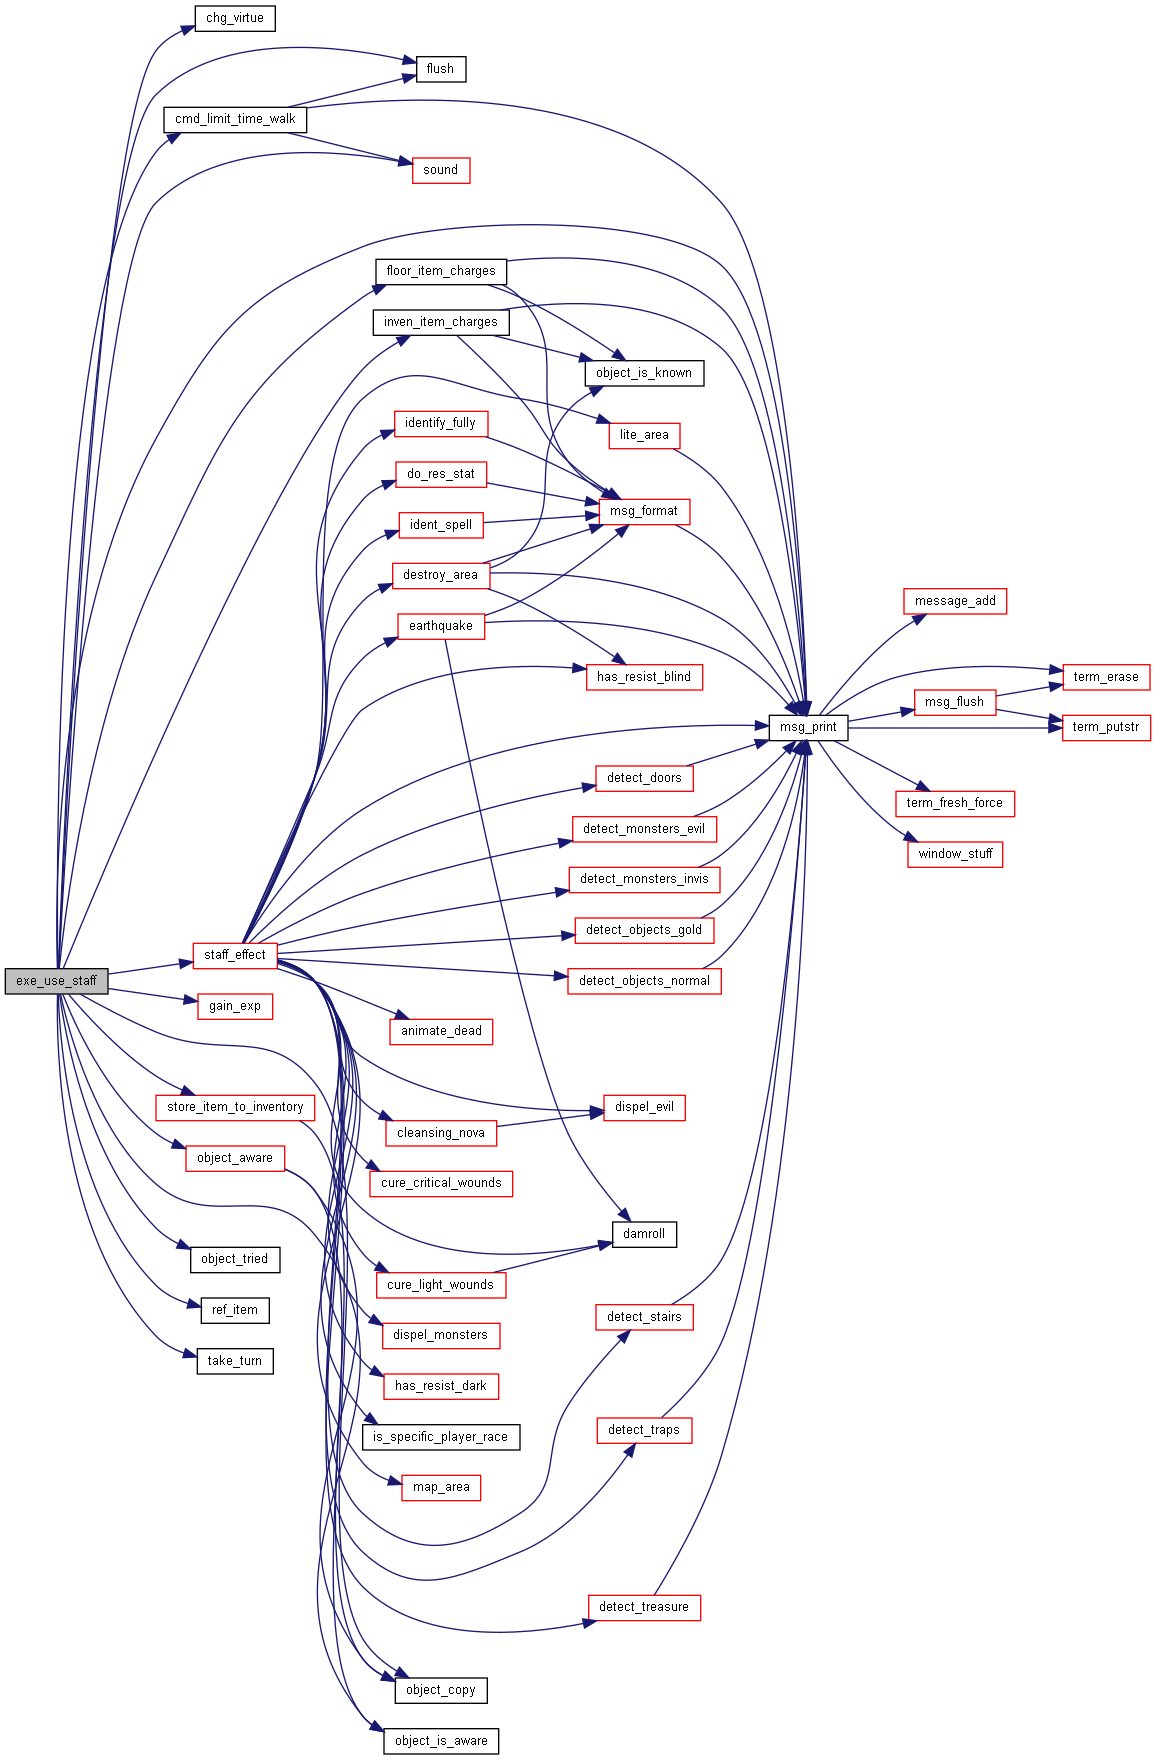 chg_virtue
flush
cmd_limit_time_walk
sound
floor_item_charges
inven_item_charges
object_is_known
identify_fully
lite_area
do_res_stat
msg_format
ident_spell
destroy_area
message_add
earthquake
has_resist_blind
term_erase
msg_flush
msg_print
term_putstr
detect_doors
term_fresh_force
detect_monsters_evil
window_stuff
detect_monsters_invis
detect_objects_gold
staff_effect
exe_use_staff
detect_objects_normal
gain_exp
animate_dead
store_item_to_inventory
dispel_evil
cleansing_nova
object_aware
cure_critical_wounds
damroll
object_tried
cure_light_wounds
ref_item
detect_stairs
dispel_monsters
take_turn
has_resist_dark
detect_traps
is_specific_player_race
map_area
detect_treasure
object_copy
object_is_aware